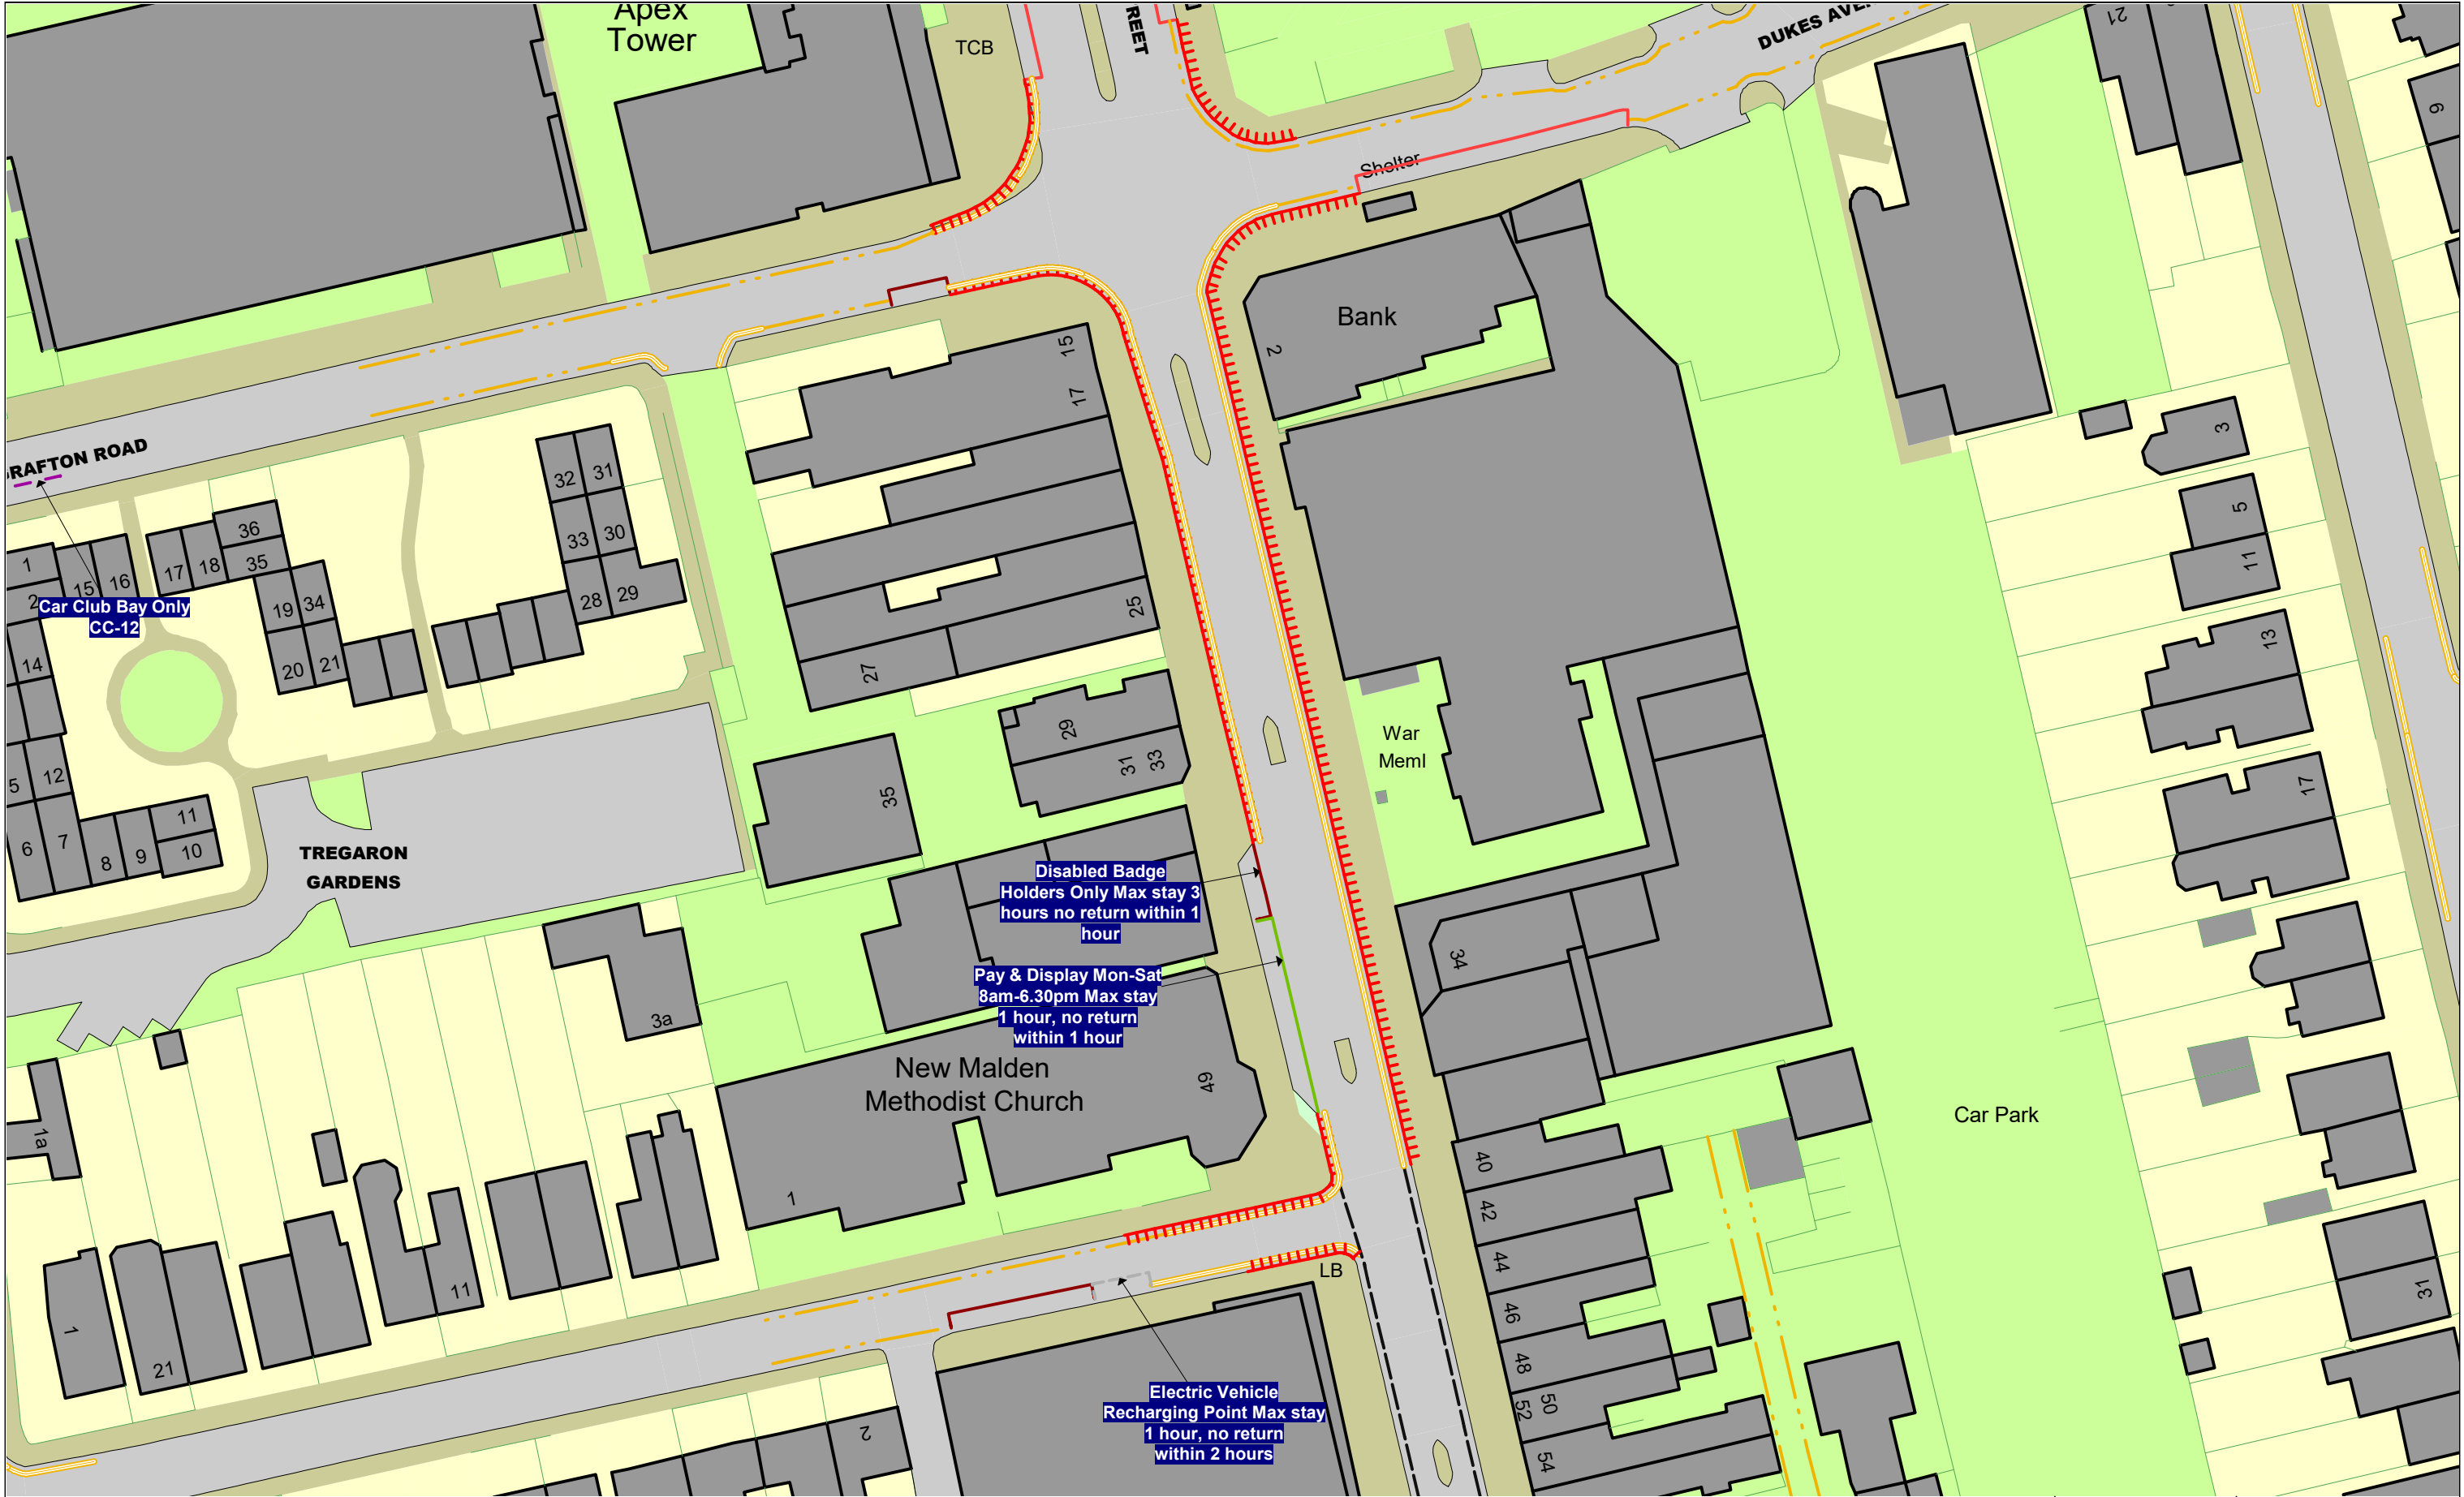 Apex
Tower
TCB
REET
DUKES AVE
21
9
Shelter
Bank
2
15
17
RAFTON ROAD
32
31
33
30
28
29
36
35
17
18
1
2
15
16
19
34
20
21
Car Club Bay Only
CC-12
14
5
12
6
7
8
9
11
10
25
27
29
31
33
35
3
5
11
13
17
War
Meml
TREGARON
GARDENS
Disabled Badge
Holders Only Max stay 3
hours no return within 1
hour
34
Pay & Display Mon-Sat
8am-6.30pm Max stay
1 hour, no return
within 1 hour
3a
New Malden
Methodist Church
49
Car Park
1a
1
40
42
44
46
48
50
52
54
LB
1
21
11
31
Electric Vehicle
Recharging Point Max stay
1 hour, no return
within 2 hours
2